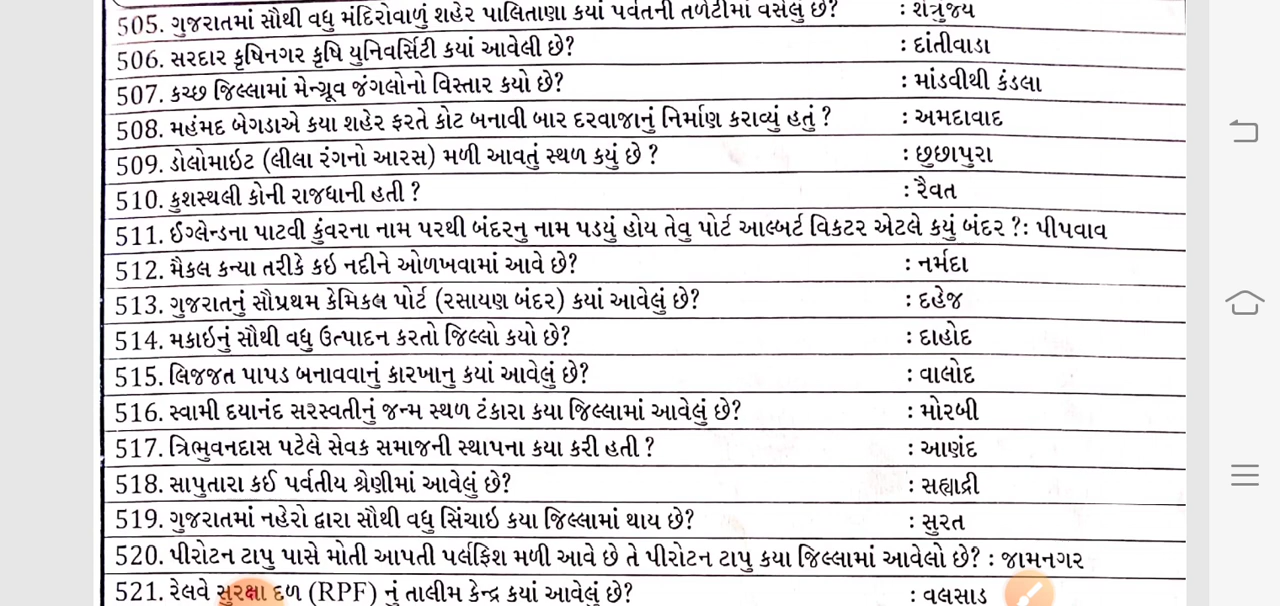 505. ગુજરાતમાં સૌથી વધુ મંદિરોવાળું શહેર પાલિતાણા કયાં પર્વતની તળેટીમાં વસેલું છે? : શત્રુજય
506. સરદાર કૃષિનગર કૃષિ યુનિવર્સિટી કયાં આવેલી છે? : દાંતીવાડા
507. કચ્છ જિલ્લામાં મેન્ગ્રૂવ જંગલોનો વિસ્તાર કયો છે? : માંડવીથી કંડલા
508. મહંમદ બેગડાએ કયા શહેર ફરતે કોટ બનાવી બાર દરવાજાનું નિર્માણ કરાવ્યું હતું ? : અમદાવાદ
509. ડોલોમાઇટ (લીલા રંગનો આરસ) મળી આવતું સ્થળ કયું છે ? : છુછાપુરા
510. કુશસ્થલી કોની રાજધાની હતી ? : રૈવત
511. ઈગ્લેન્ડના પાટવી કુંવરના નામ પરથી બંદરનુ નામ પડયું હોય તેવુ પોર્ટ આલ્બર્ટ વિકટર એટલે કયું બંદર ?: પીપવાવ
512. મૈકલ કન્યા તરીકે કઇ નદીને ઓળખવામાં આવે છે? : નર્મદા
513. ગુજરાતનું સૌપ્રથમ કેમિકલ પોર્ટ (રસાયણ બંદર) કયાં આવેલું છે? : દહેજ
514. મકાઇનું સૌથી વધુ ઉત્પાદન કરતો જિલ્લો કયો છે? : દાહોદ
515. લિજજત પાપડ બનાવવાનું કારખાનુ કયાં આવેલું છે? : વાલોદ
516. સ્વામી દયાનંદ સરસ્વતીનું જન્મ સ્થળ ટંકારા કયા જિલ્લામાં આવેલું છે? : મોરબી
517. ત્રિભુવનદાસ પટેલે સેવક સમાજની સ્થાપના કયા કરી હતી ? : આણંદ
518. સાપુતારા કઈ પર્વતીય શ્રેણીમાં આવેલું છે? : સહ્યાદ્રી
519. ગુજરાતમાં નહેરો દ્વારા સૌથી વધુ સિંચાઇ કયા જિલ્લામાં થાય છે? : સુરત
520. પીરોટન ટાપુ પાસે મોતી આપતી પર્લફિશ મળી આવે છે તે પીરોટન ટાપુ કયા જિલ્લામાં આવેલો છે? : જામનગર
521. રેલવે સુરક્ષા દળ (RPF) નું તાલીમ કેન્દ્ર કયાં આવેલું છે? : વલસાડ